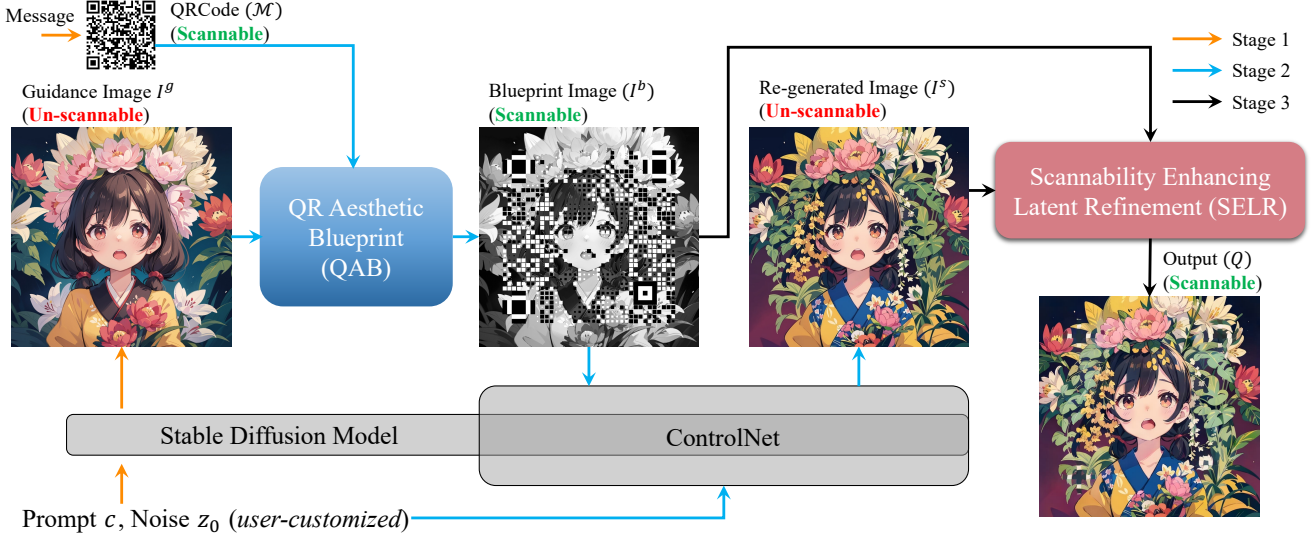 Message
QRCode (ℳ)
(Scannable)
Stage 1
Stage 2
Stage 3
Guidance Image I^g
(Un-scannable)
Blueprint Image (I^b)
(Scannable)
Re-generated Image (I^s)
(Un-scannable)
QR Aesthetic
Blueprint
(QAB)
Scannability Enhancing
Latent Refinement (SELR)
Output (Q)
(Scannable)
Stable Diffusion Model
ControlNet
Prompt c, Noise z₀ (user-customized)